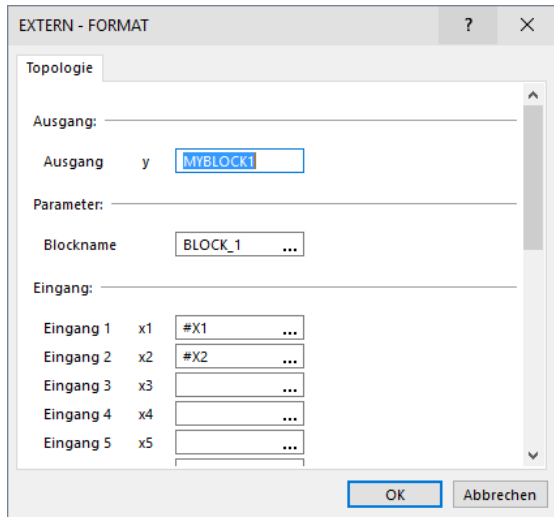 EXTERN - FORMAT ?
Topologie
Ausgang:
Ausgang y MYBLOCK1
Parameter:
Blockname BLOCK_1 ...
Eingang:
Eingang 1 x1 #X1 ...
Eingang 2 x2 #X2 ...
Eingang 3 x3 ...
Eingang 4 x4 ...
Eingang 5 x5 ...
OK Abbrechen